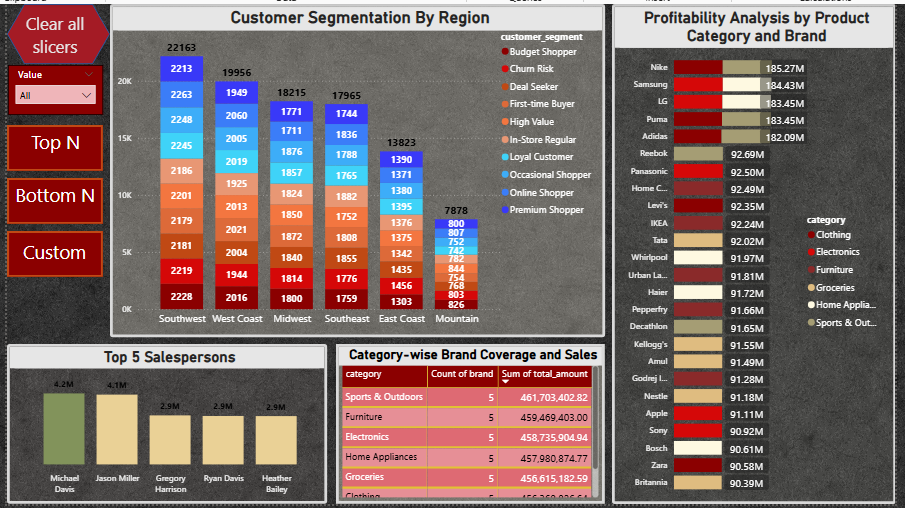 Clear all
slicers
Value
All
Top N
Bottom N
Custom
Customer Segmentation By Region
22163
19956
18215
17965
13823
7878
20K
15K
10K
5K
0K
2213
2263
2248
2245
2186
2201
2179
2181
2219
2228
1949
2060
2005
2019
1925
2013
2021
2004
1944
2016
1771
1711
1876
1857
1824
1850
1872
1840
1814
1800
1744
1836
1788
1765
1882
1752
1808
1855
1776
1759
1390
1371
1380
1395
1376
1375
1342
1435
1456
1303
800
807
752
742
782
844
754
768
803
826
Southwest
West Coast
Midwest
Southeast
East Coast
Mountain
customer_segment
Budget Shopper
Churn Risk
Deal Seeker
First-time Buyer
High Value
In-Store Regular
Loyal Customer
Occasional Shopper
Online Shopper
Premium Shopper
Profitability Analysis by Product
Category and Brand
Nike 185.27M
Samsung 184.43M
LG 183.45M
Puma 183.45M
Adidas 182.09M
Reebok 92.69M
Panasonic 92.50M
Home C... 92.49M
Levi's 92.35M
IKEA 92.24M
Tata 92.02M
Whirlpool 91.97M
Urban La... 91.81M
Haier 91.72M
Pepperfry 91.66M
Decathlon 91.65M
Kellogg's 91.55M
Amul 91.49M
Godrej I... 91.28M
Nestle 91.18M
Apple 91.11M
Sony 90.92M
Bosch 90.61M
Zara 90.58M
Britannia 90.39M
category
Clothing
Electronics
Furniture
Groceries
Home Applia...
Sports & Out...
Top 5 Salespersons
4.2M
4.1M
2.9M
2.9M
2.9M
Michael
Davis
Jason Miller
Gregory
Harrison
Ryan Davis
Heather
Bailey
Category-wise Brand Coverage and Sales
category Count of brand Sum of total_amount
Sports & Outdoors 5 461,703,402.82
Furniture 5 459,469,403.00
Electronics 5 458,735,904.94
Home Appliances 5 457,980,874.77
Groceries 5 456,615,182.59
Clothing 5